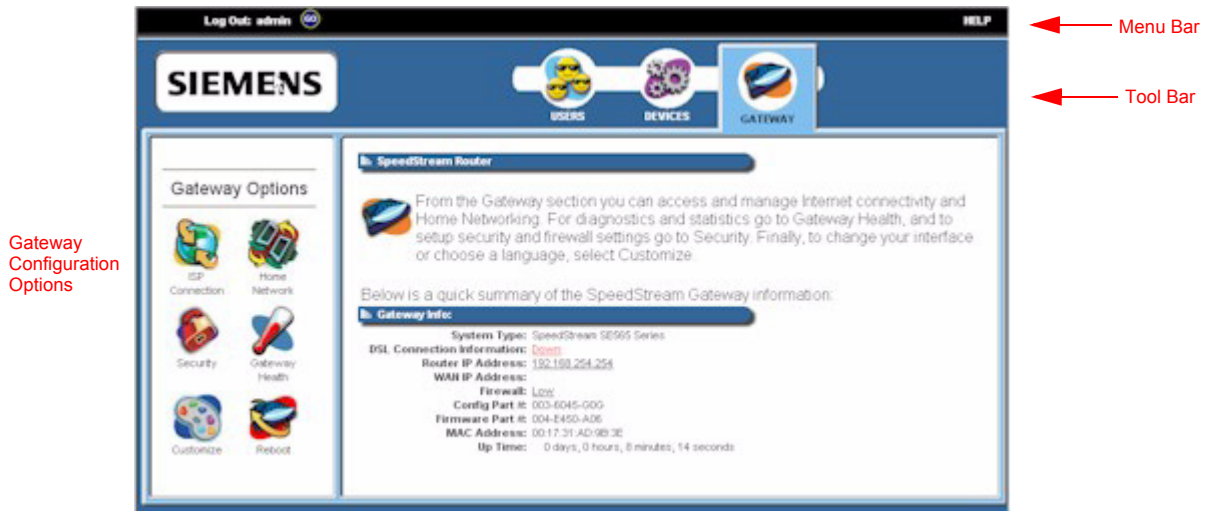 Log Out: admin GO
HELP
Menu Bar
SIEMENS
USERS
DEVICES
GATEWAY
Tool Bar
Gateway Configuration Options
Gateway Options
ISP Connection
Home Network
Security
Gateway Health
Customize
Reboot
SpeedStream Router
From the Gateway section you can access and manage Internet connectivity and
Home Networking. For diagnostics and statistics go to Gateway Health, and to
setup security and firewall settings go to Security. Finally, to change your interface
or choose a language, select Customize.
Below is a quick summary of the SpeedStream Gateway information:
Gateway Info:
System Type: SpeedStream SE565 Series
DSL Connection Information: Down
Router IP Address: 192.168.254.254
WAN IP Address:
Firewall: Low
Config Part #: 003-6045-G0G
Firmware Part #: 004-E450-A06
MAC Address: 00:17:31:AD:9B:3E
Up Time: 0 days, 0 hours, 8 minutes, 14 seconds